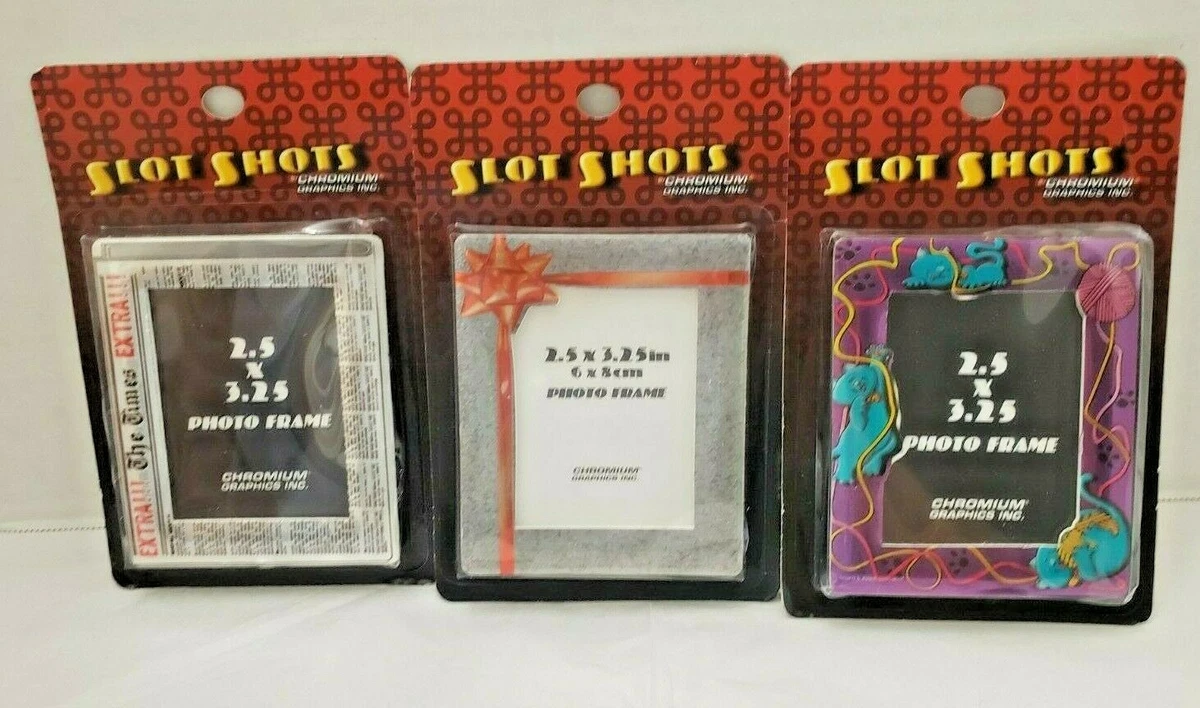 SLOT SHOTS
CHROMIUM
GRAPHICS INC.
EXTRA!!! The Times EXTRA!!!
2.5
X
3.25
PHOTO FRAME
CHROMIUM
GRAPHICS INC.
SLOT SHOTS
CHROMIUM
GRAPHICS INC.
2.5 x 3.25in
6 x 8cm
PHOTO FRAME
CHROMIUM
GRAPHICS INC
SLOT SHOTS
CHROMIUM
GRAPHICS INC.
2.5
X
3.25
PHOTO FRAME
CHROMIUM
GRAPHICS INC.